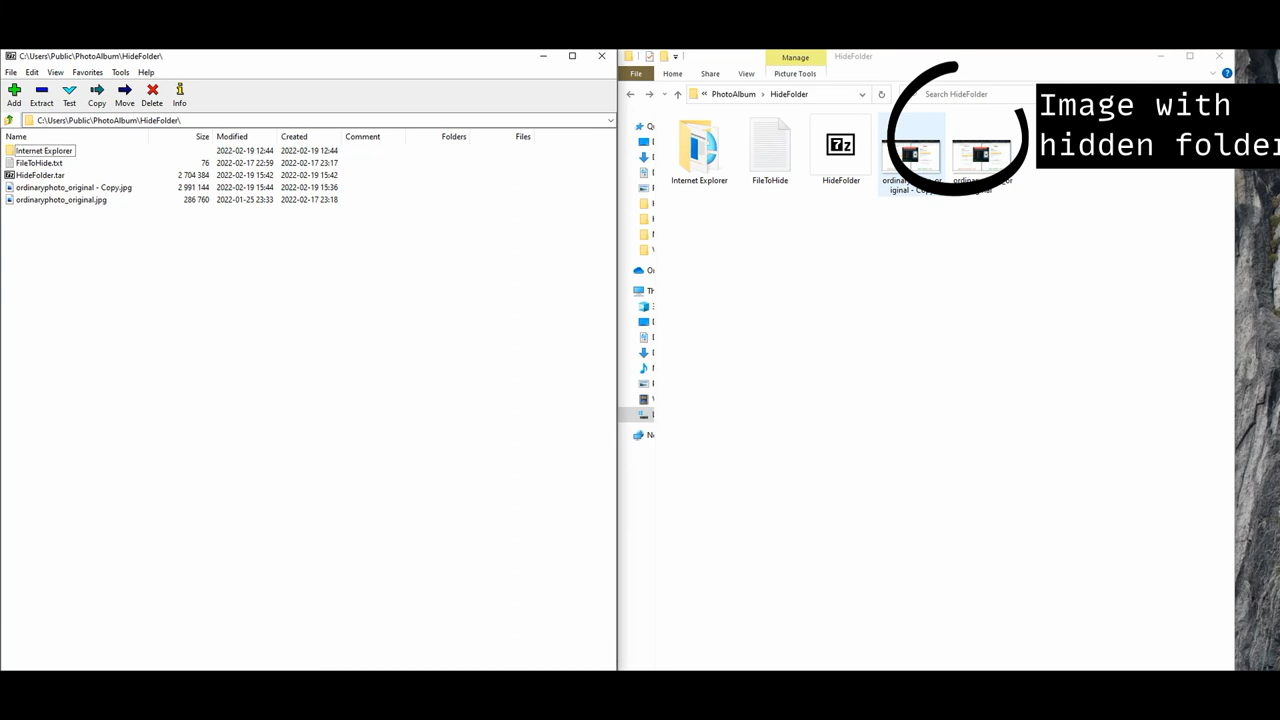 C:\Users\Public\PhotoAlbum\HideFolder\
File Edit View Favorites Tools Help
Add Extract Test Copy Move Delete Info
C:\Users\Public\PhotoAlbum\HideFolder\
Name Size Modified Created Comment Folders Files
Internet Explorer 2022-02-19 12:44 2022-02-19 12:44
FileToHide.txt 76 2022-02-17 22:59 2022-02-17 23:17
HideFolder.tar 2 704 384 2022-02-19 15:42 2022-02-19 15:42
ordinaryphoto_original - Copy.jpg 2 991 144 2022-02-19 15:44 2022-02-19 15:36
ordinaryphoto_original.jpg 286 760 2022-01-25 23:33 2022-02-17 23:18
Manage HideFolder
File Home Share View Picture Tools
« PhotoAlbum > HideFolder
Search HideFolder
Internet Explorer
FileToHide
HideFolder
iginal - Copy
Image with
hidden folder